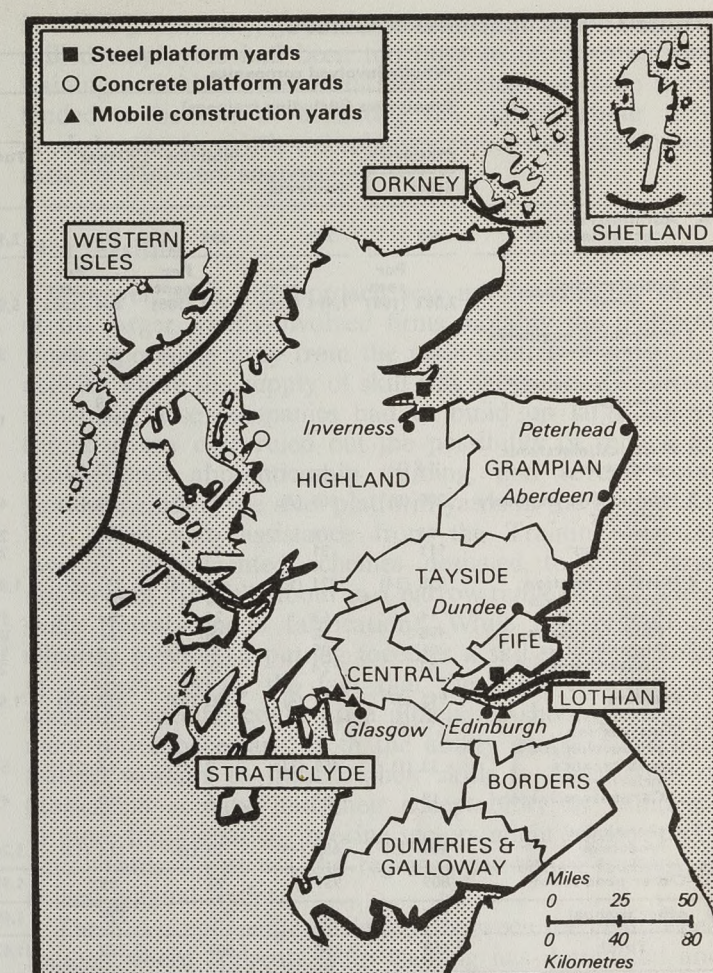 Steel platform yards
Concrete platform yards
Mobile construction yards
ORKNEY
SHETLAND
WESTERN
ISLES
Inverness
Peterhead
HIGHLAND
GRAMPIAN
Aberdeen
TAYSIDE
Dundee
FIFE
CENTRAL
LOTHIAN
Glasgow
Edinburgh
STRATHCLYDE
BORDERS
DUMFRIES &
GALLOWAY
Miles
0 25 50
0 40 80
Kilometres